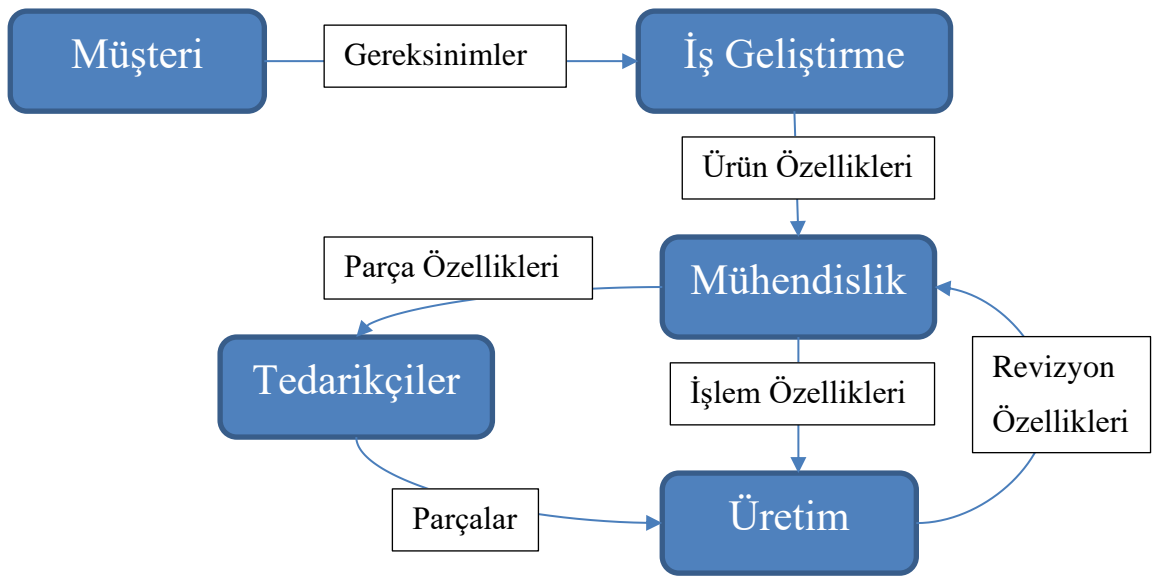 Müşteri
Gereksinimler
İş Geliştirme
Ürün Özellikleri
Parça Özellikleri
Mühendislik
Tedarikçiler
İşlem Özellikleri
Revizyon
Özellikleri
Parçalar
Üretim